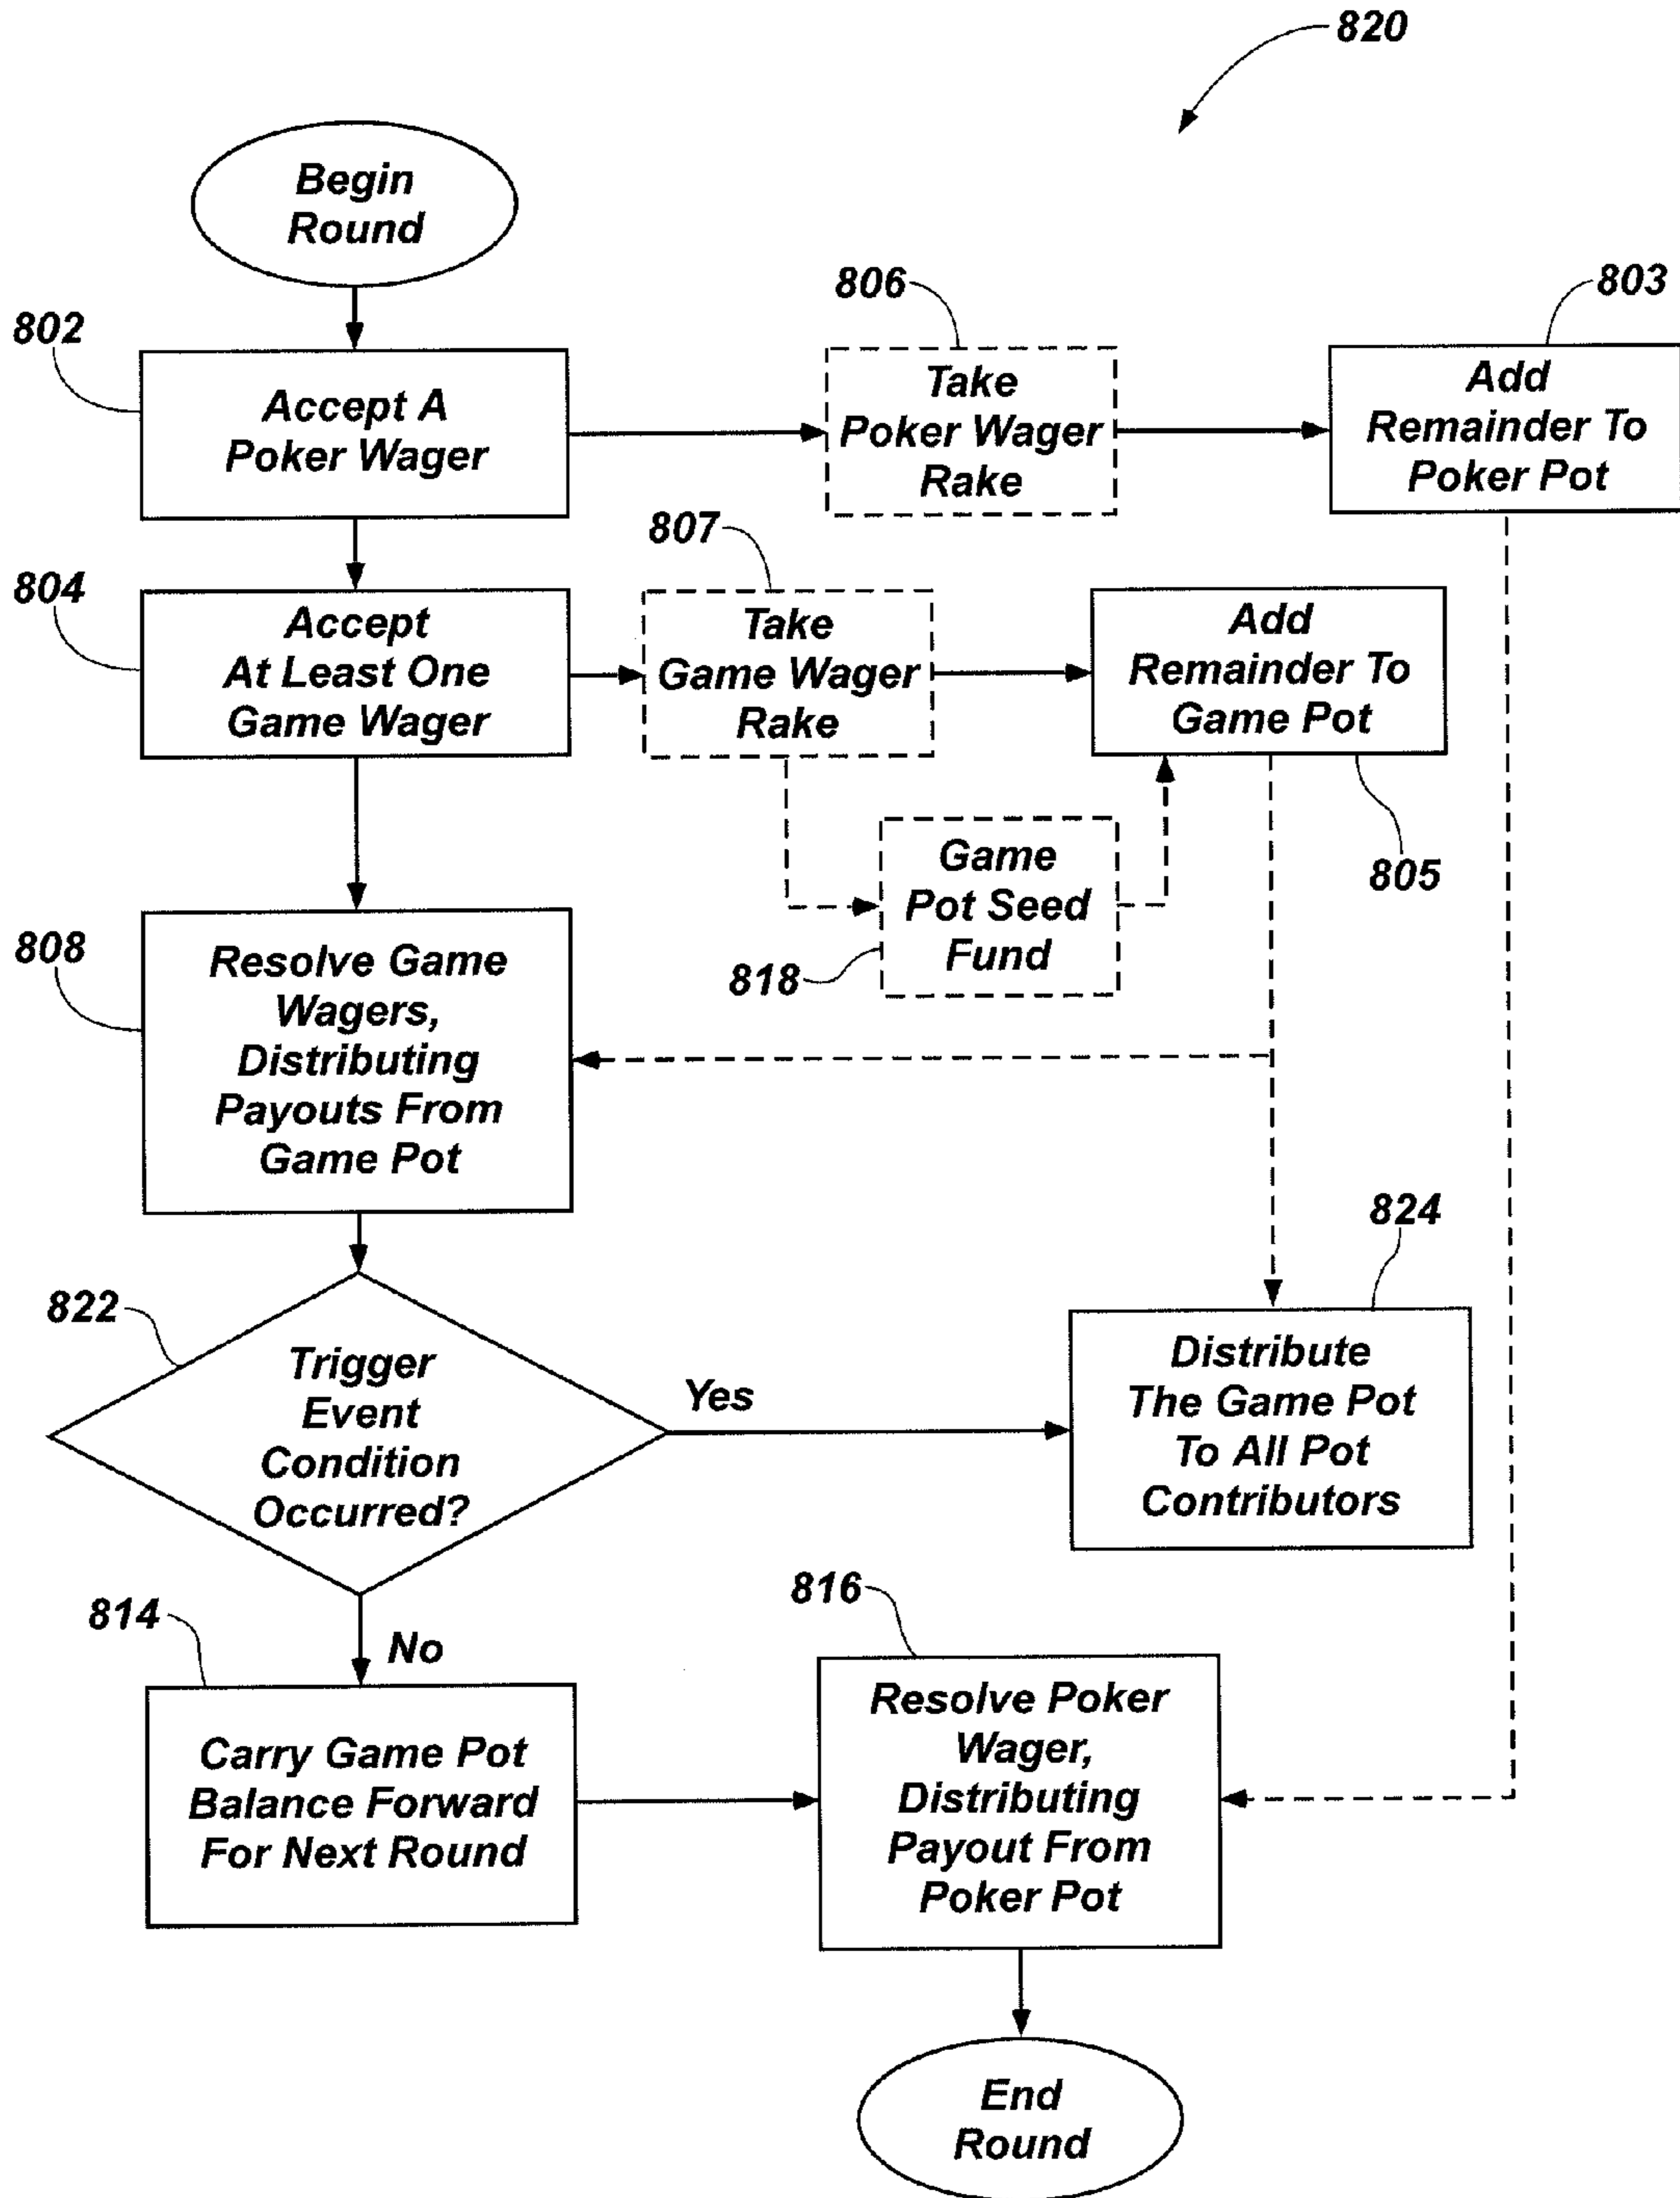 820
Begin
Round
802
Accept A
Poker Wager
806
Take
Poker Wager
Rake
803
Add
Remainder To
Poker Pot
804
Accept
At Least One
Game Wager
807
Take
Game Wager
Rake
Add
Remainder To
Game Pot
805
Game
Pot Seed
Fund
818
808
Resolve Game
Wagers,
Distributing
Payouts From
Game Pot
822
Trigger
Event
Condition
Occurred?
Yes
824
Distribute
The Game Pot
To All Pot
Contributors
No
814
Carry Game Pot
Balance Forward
For Next Round
816
Resolve Poker
Wager,
Distributing
Payout From
Poker Pot
End
Round